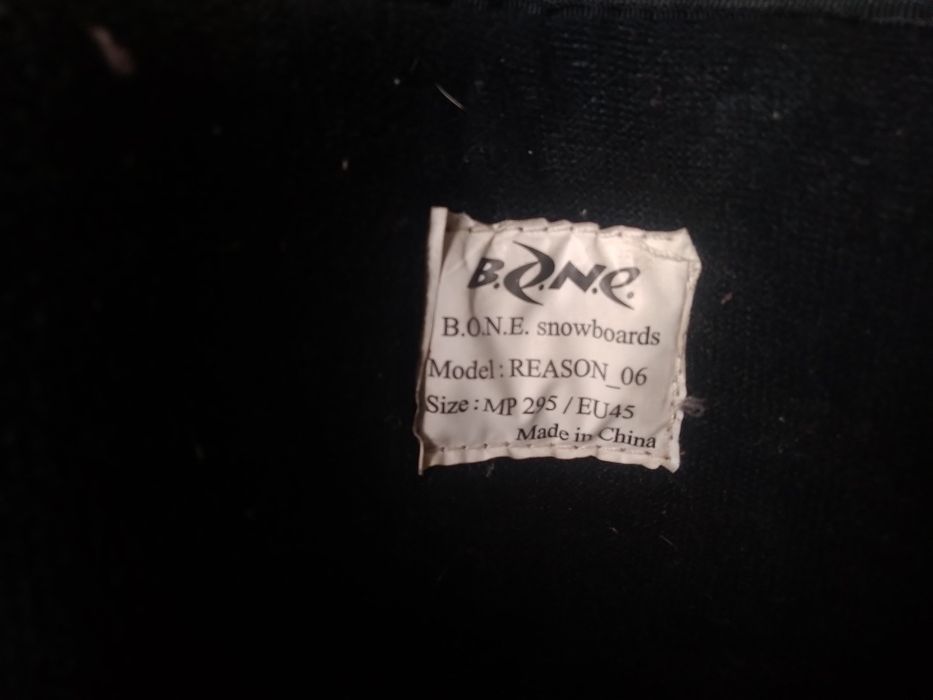 B.O.N.E.
B.O.N.E. snowboards
Model : REASON_06
Size : MP 295 / EU45
Made in China